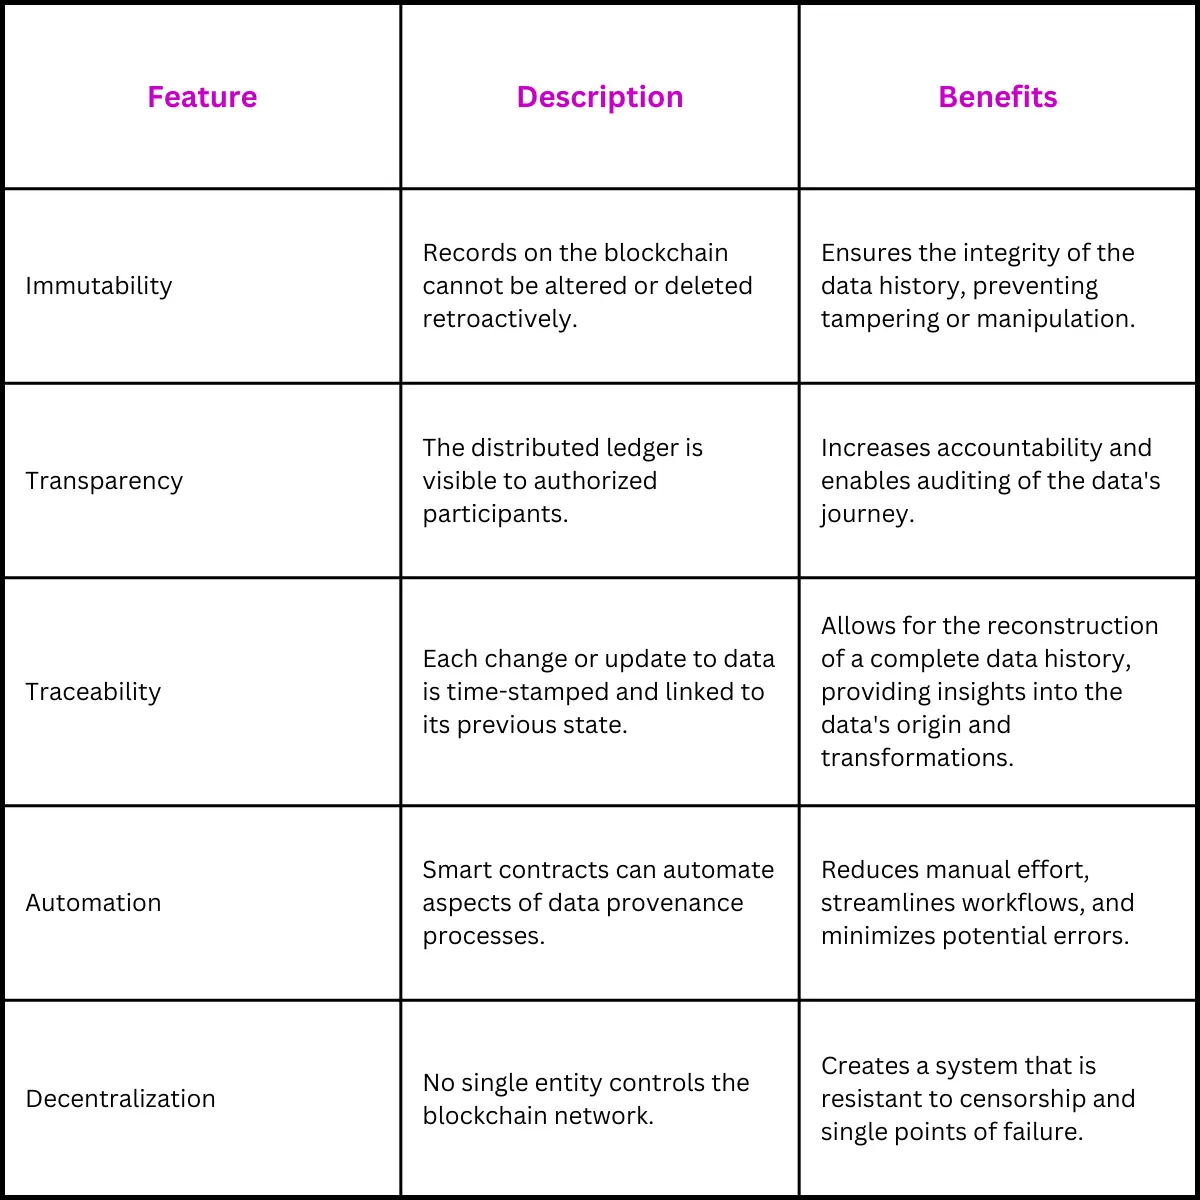 Feature
Description
Benefits
Immutability
Records on the blockchain
cannot be altered or deleted
retroactively.
Ensures the integrity of the
data history, preventing
tampering or manipulation.
Transparency
The distributed ledger is
visible to authorized
participants.
Increases accountability and
enables auditing of the data's
journey.
Traceability
Each change or update to data
is time-stamped and linked to
its previous state.
Allows for the reconstruction
of a complete data history,
providing insights into the
data's origin and
transformations.
Automation
Smart contracts can automate
aspects of data provenance
processes.
Reduces manual effort,
streamlines workflows, and
minimizes potential errors.
Decentralization
No single entity controls the
blockchain network.
Creates a system that is
resistant to censorship and
single points of failure.